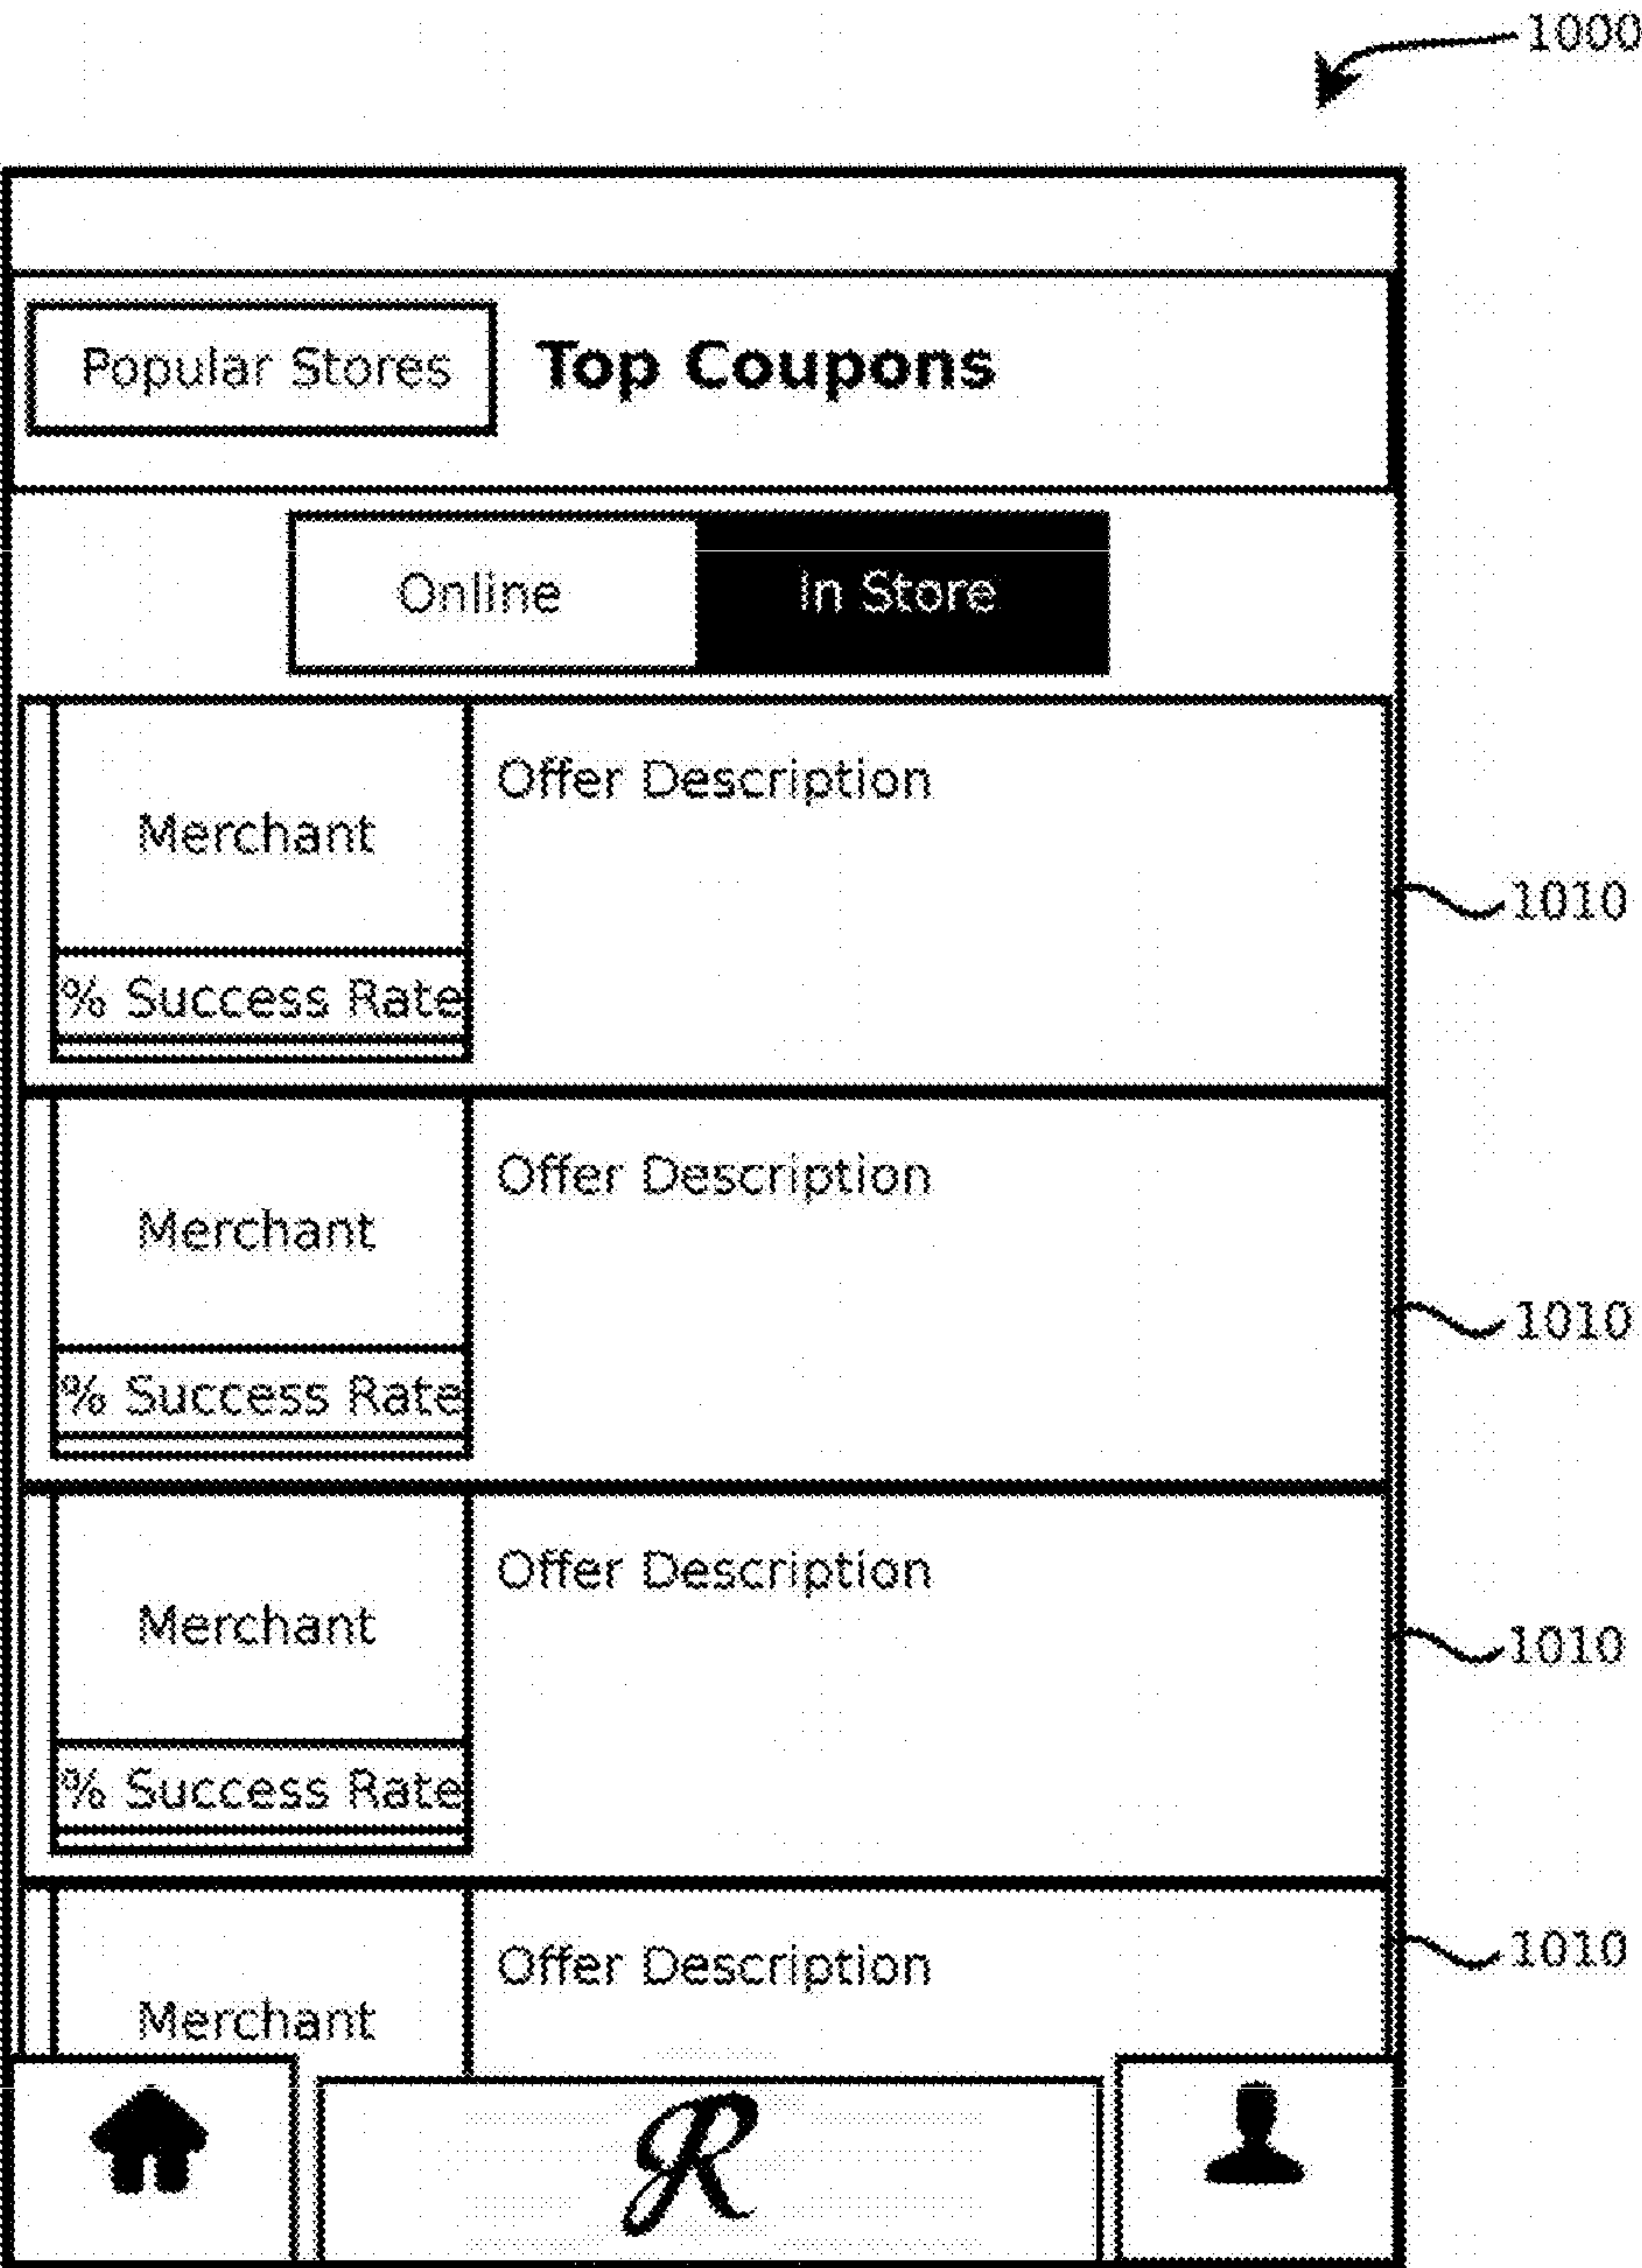 1000
Popular Stores Top Coupons
Online In Store
Offer Description
Merchant
1010
% Success Rate
Offer Description
Merchant
1010
% Success Rate
Offer Description
Merchant
1010
% Success Rate
Offer Description
1010
Merchant
R